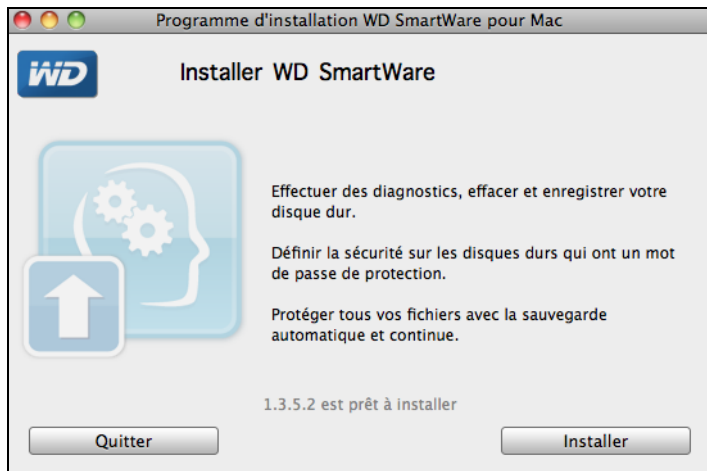 Programme d'installation WD SmartWare pour Mac
WD
Installer WD SmartWare
Effectuer des diagnostics, effacer et enregistrer votre
disque dur.
Définir la sécurité sur les disques durs qui ont un mot
de passe de protection.
Protéger tous vos fichiers avec la sauvegarde
automatique et continue.
1.3.5.2 est prêt à installer
Quitter
Installer